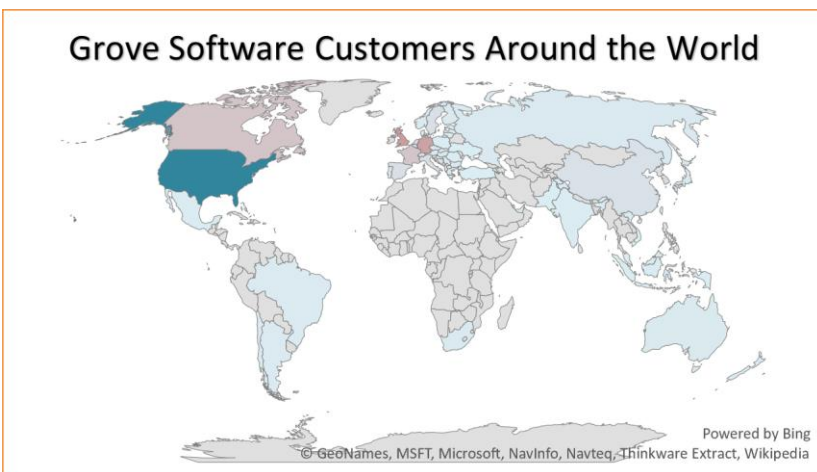 Grove Software Customers Around the World
Powered by Bing
© GeoNames, MSFT, Microsoft, NavInfo, Navteq, Thinkware Extract, Wikipedia